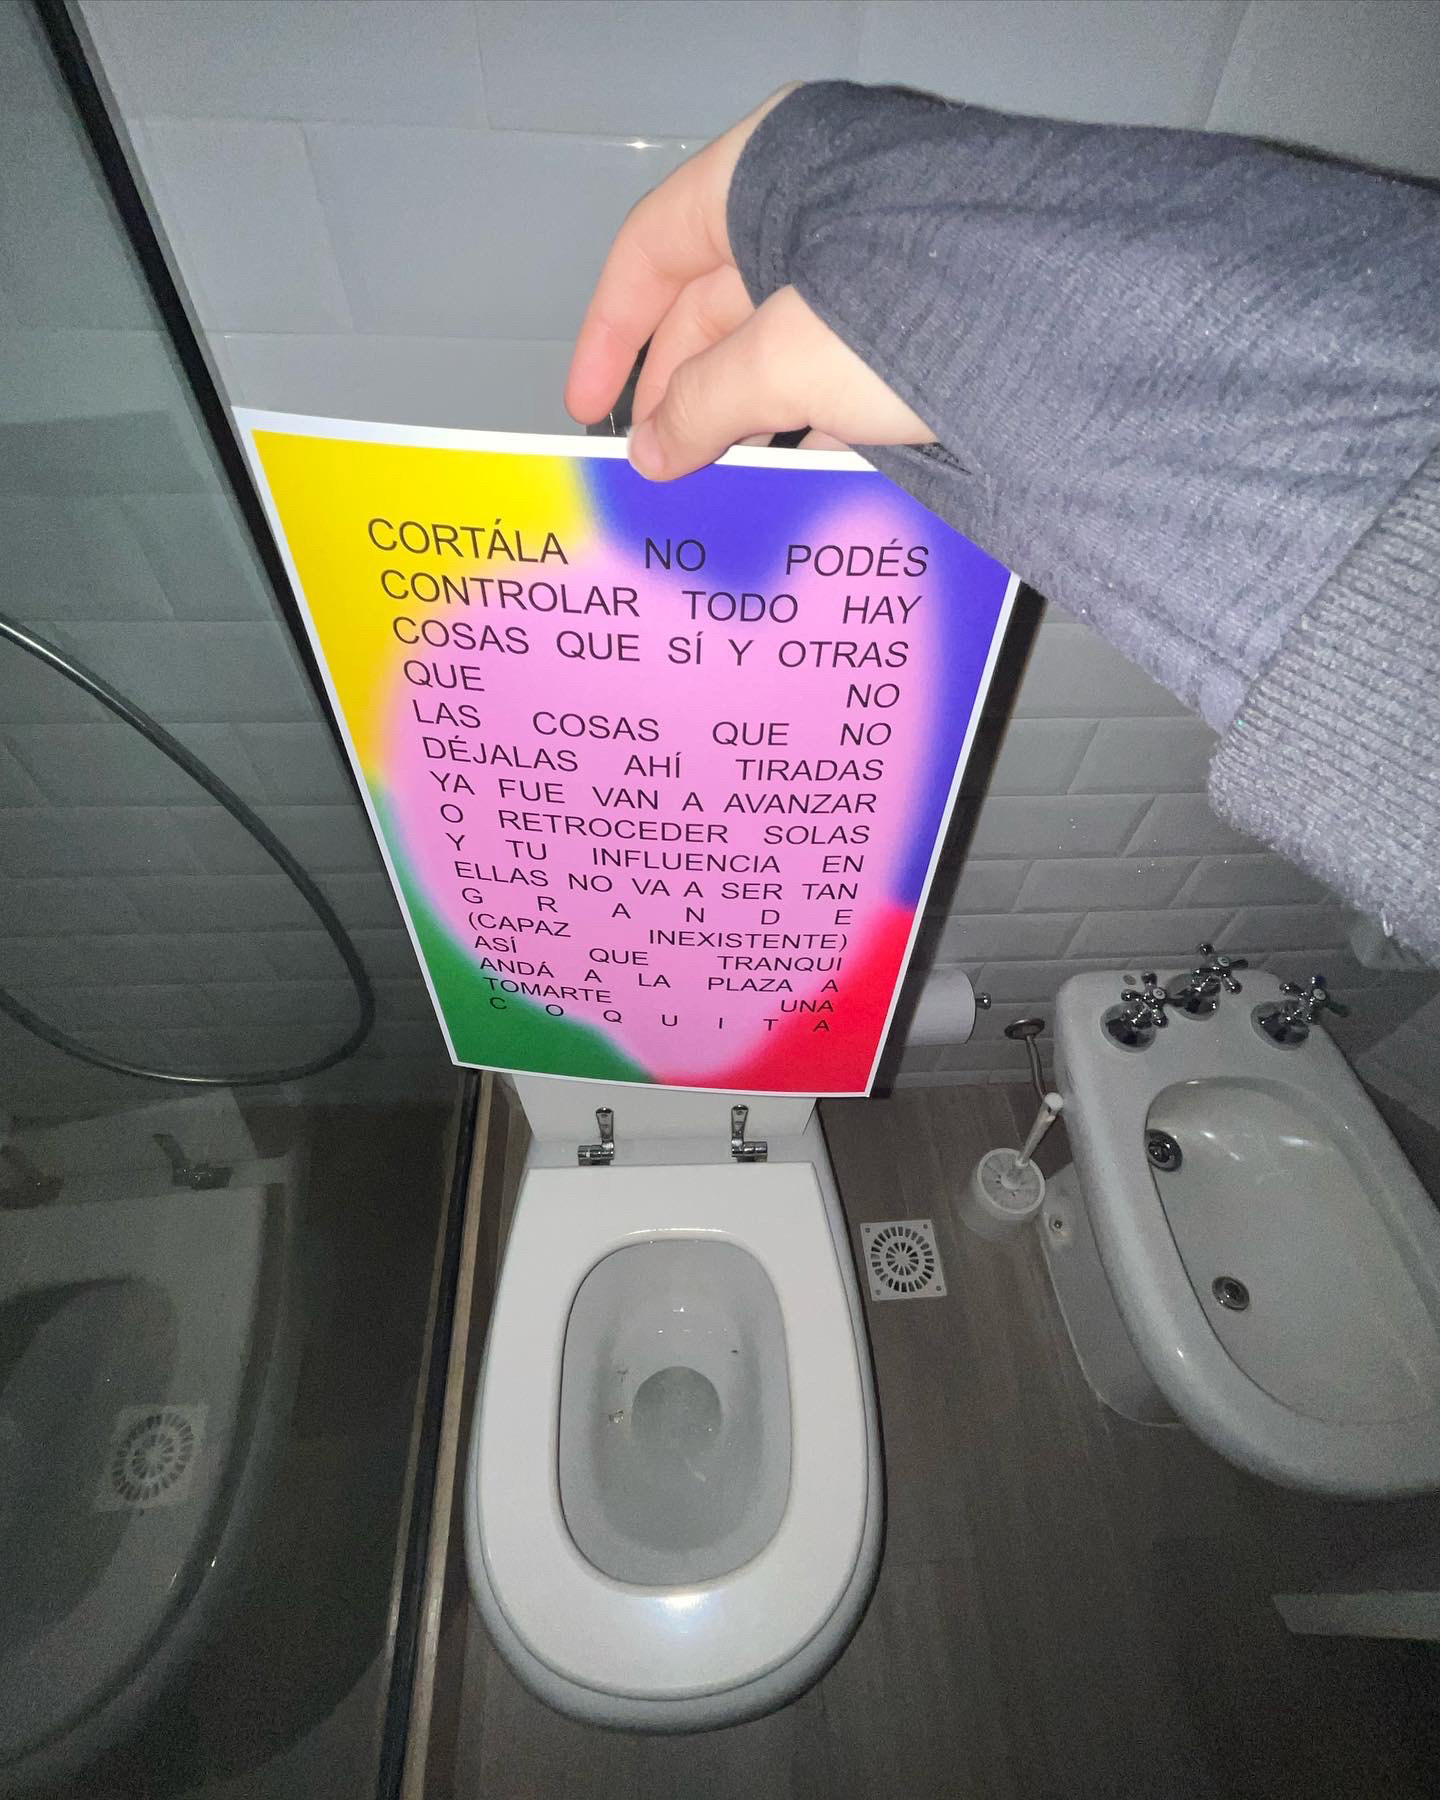 CORTÁLA NO PODÉS
CONTROLAR TODO HAY
COSAS QUE SÍ Y OTRAS
QUE NO
LAS COSAS QUE NO
DÉJALAS AHÍ TIRADAS
YA FUE VAN A AVANZAR
O RETROCEDER SOLAS
Y TU INFLUENCIA EN
ELLAS NO VA A SER TAN
G R A N D E
(CAPAZ INEXISTENTE)
ASÍ QUE TRANQUI
ANDÁ A LA PLAZA A
TOMARTE UNA
C O Q U I T A